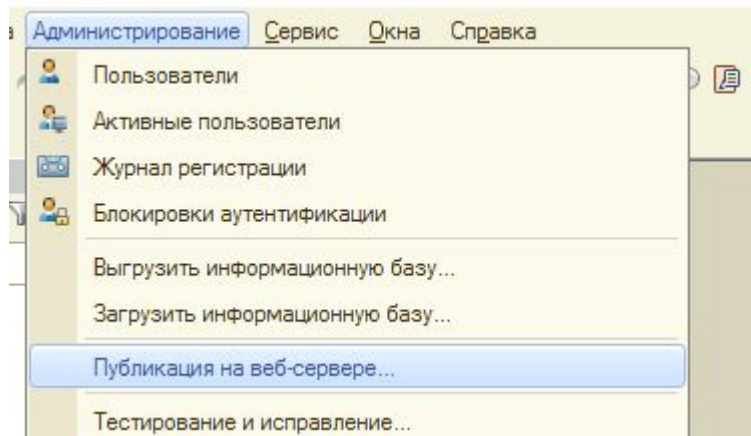 а Администрирование Сервис Окна Справка
Пользователи
Активные пользователи
Журнал регистрации
Блокировки аутентификации
Выгрузить информационную базу...
Загрузить информационную базу...
Публикация на веб-сервере...
Тестирование и исправление...